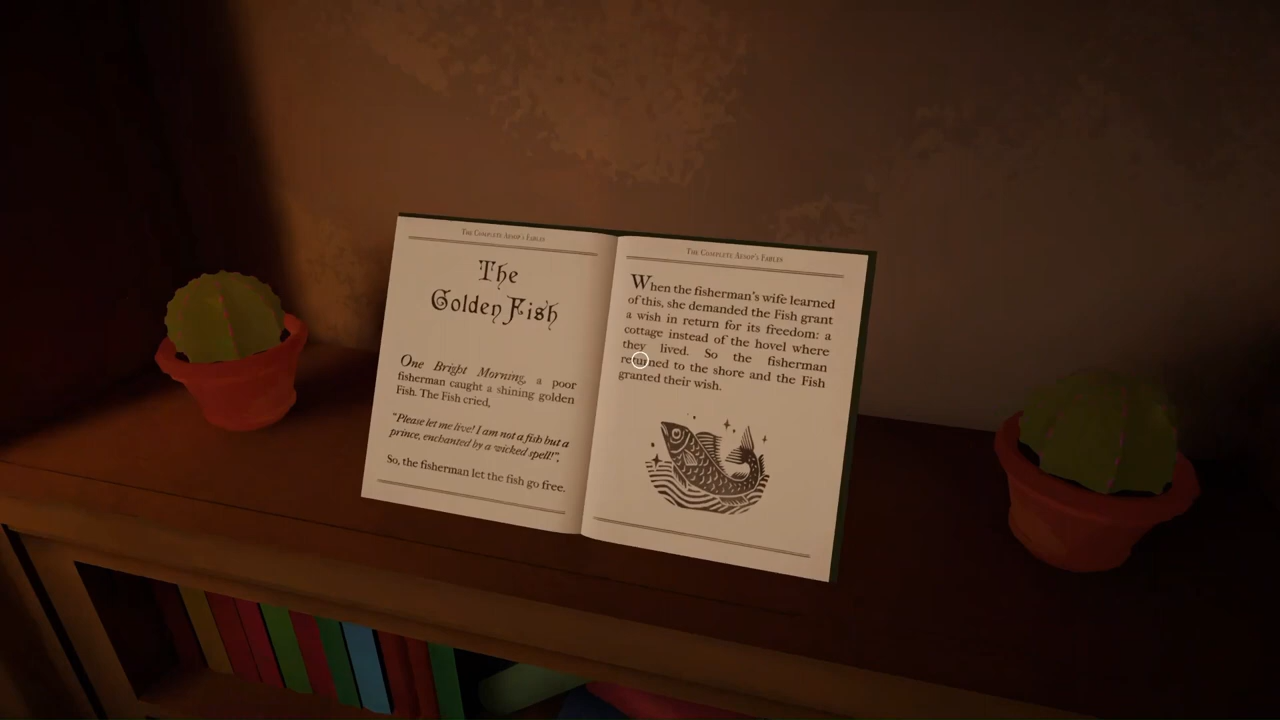 The Complete Aesop's Fables
The
Golden Fish
One Bright Morning, a poor
fisherman caught a shining golden
Fish. The Fish cried,
"Please let me live! I am not a fish but a
prince, enchanted by a wicked spell!",
So, the fisherman let the fish go free.
The Complete Aesop's Fables
When the fisherman's wife learned
of this, she demanded the Fish grant
a wish in return for its freedom: a
cottage instead of the hovel where
they lived. So the fisherman
returned to the shore and the Fish
granted their wish.